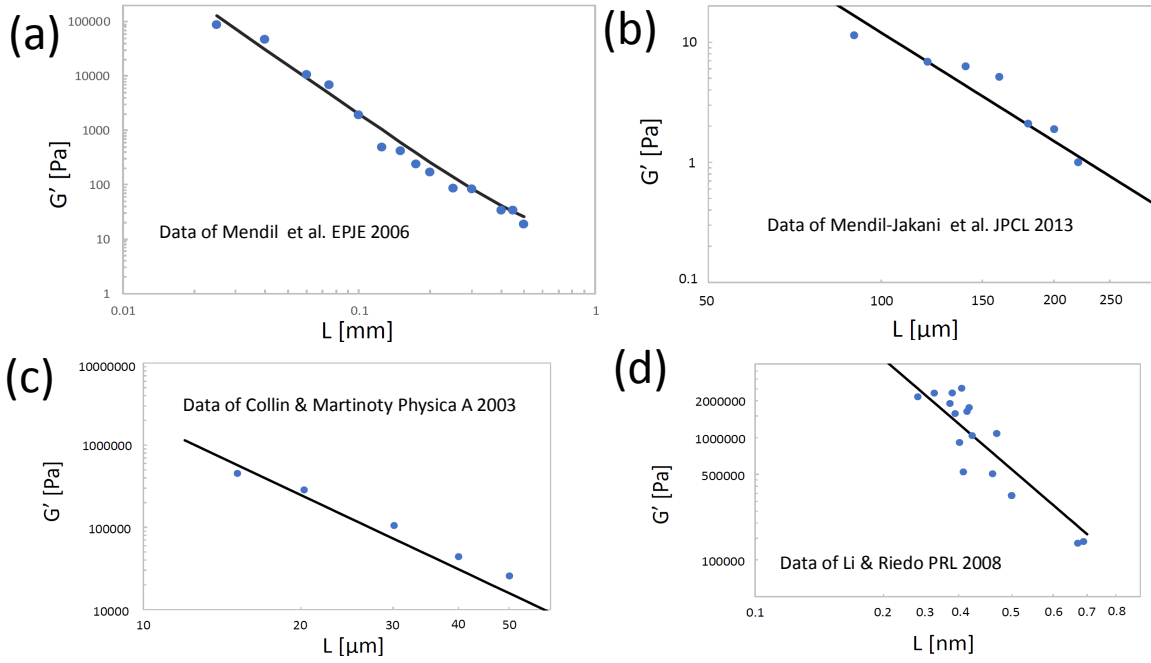 (a)
100000
10000
1000
100
10
1
G’ [Pa]
Data of Mendil et al. EPJE 2006
0.01
0.1
1
L [mm]
(b)
10
1
0.1
G’ [Pa]
Data of Mendil-Jakani et al. JPCL 2013
50
100
150
200
250
L [µm]
(c)
10000000
1000000
100000
10000
G’ [Pa]
Data of Collin & Martinoty Physica A 2003
10
20
30
40
50
L [µm]
(d)
2000000
1000000
500000
100000
G’ [Pa]
Data of Li & Riedo PRL 2008
0.1
0.2
0.3
0.4
0.5
0.6
0.7
0.8
L [nm]